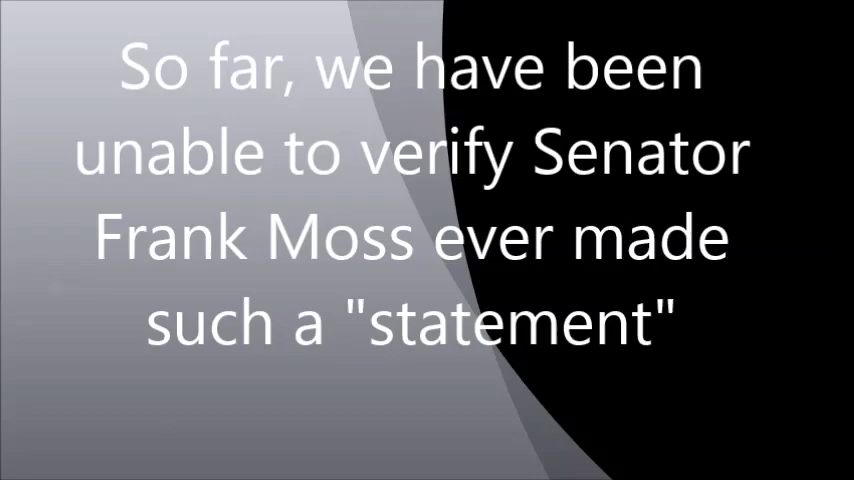 So far, we have been
unable to verify Senator
Frank Moss ever made
such a "statement"